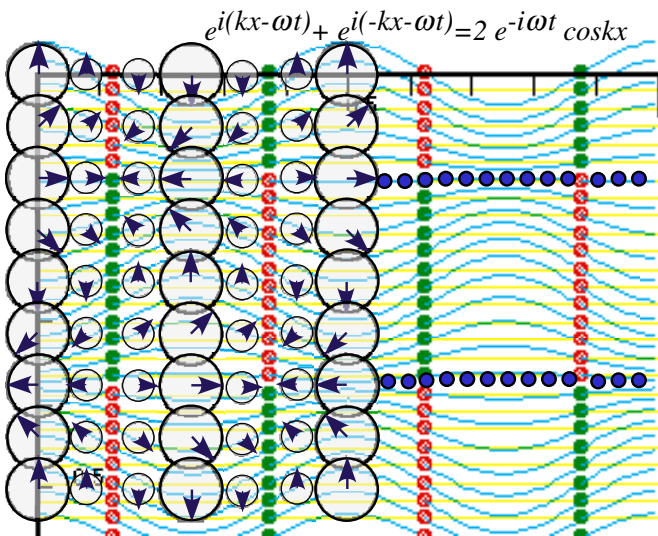 e^{i(kx-ωt)} + e^{i(-kx-ωt)} = 2 e^{-iωt} coskx